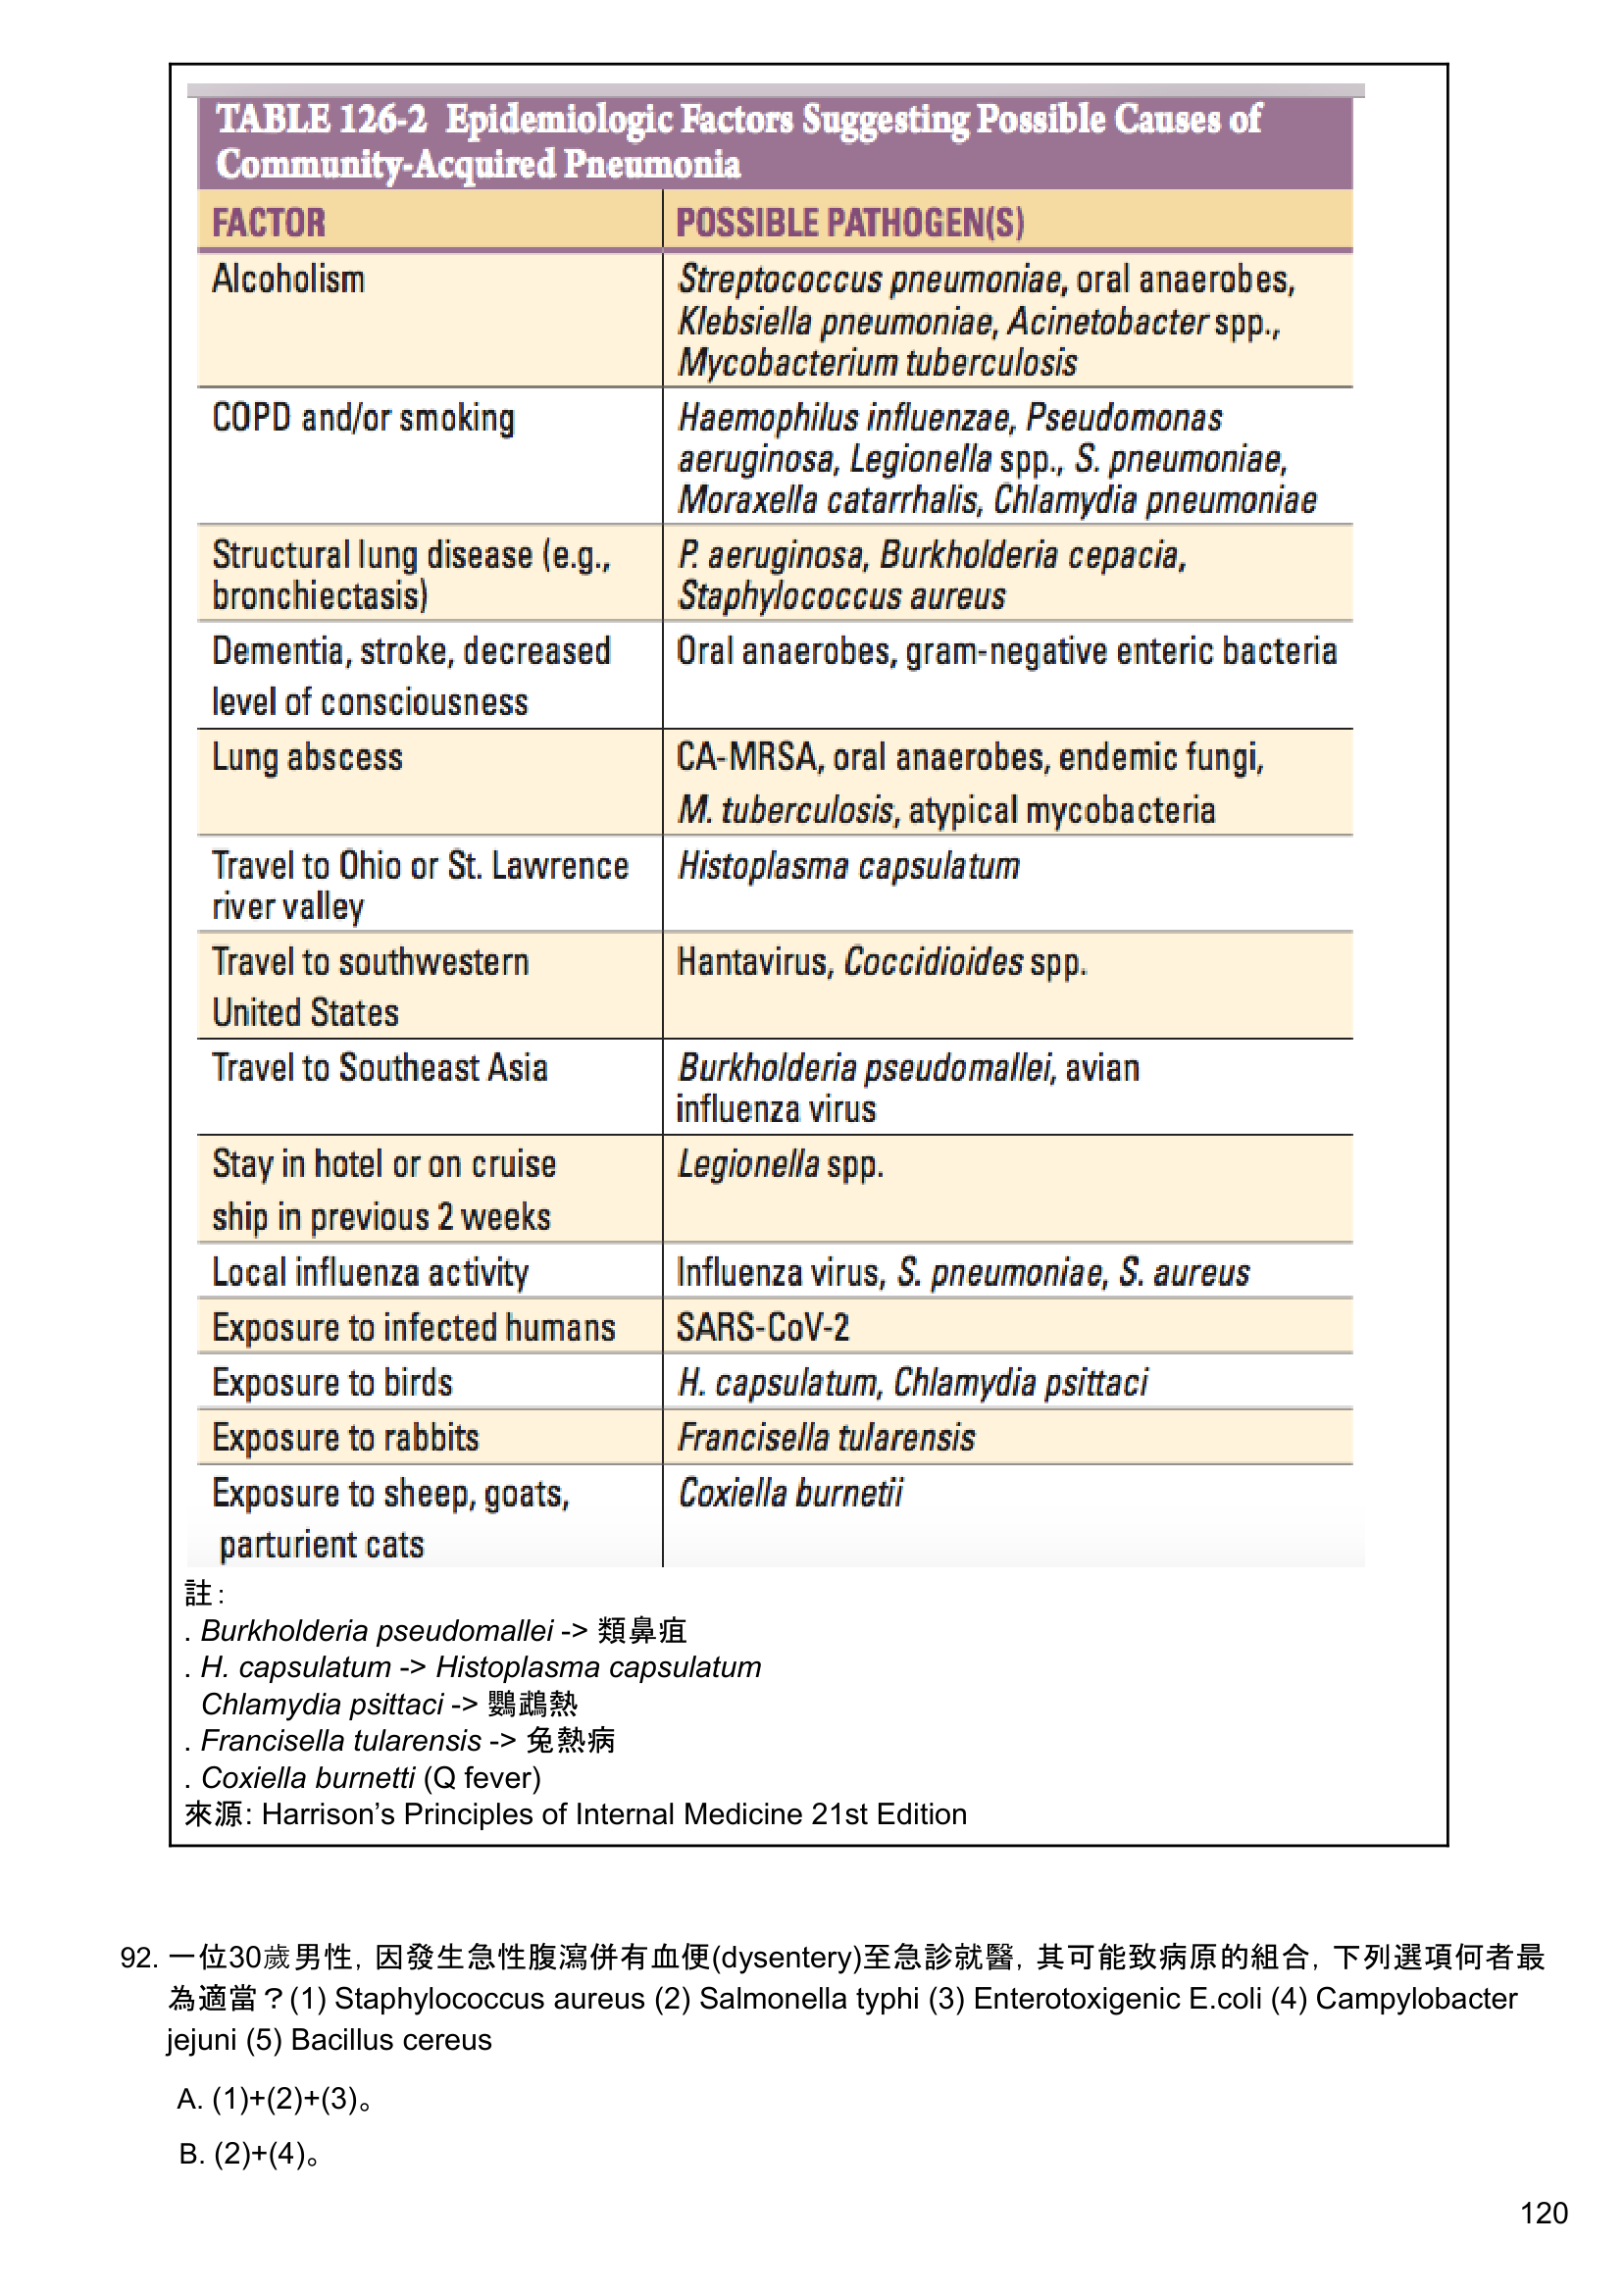 TABLE 126-2 Epidemiologic Factors Suggesting Possible Causes of
Community-Acquired Pneumonia
FACTOR POSSIBLE PATHOGEN(S)
Alcoholism Streptococcus pneumoniae, oral anaerobes,
Klebsiella pneumoniae, Acinetobacter spp.,
Mycobacterium tuberculosis
COPD and/or smoking Haemophilus influenzae, Pseudomonas
aeruginosa, Legionella spp., S. pneumoniae,
Moraxella catarrhalis, Chlamydia pneumoniae
Structural lung disease (e.g., P. aeruginosa, Burkholderia cepacia,
bronchiectasis) Staphylococcus aureus
Dementia, stroke, decreased Oral anaerobes, gram-negative enteric bacteria
level of consciousness
Lung abscess CA-MRSA, oral anaerobes, endemic fungi,
M. tuberculosis, atypical mycobacteria
Travel to Ohio or St. Lawrence Histoplasma capsulatum
river valley
Travel to southwestern Hantavirus, Coccidioides spp.
United States
Travel to Southeast Asia Burkholderia pseudomallei, avian
influenza virus
Stay in hotel or on cruise Legionella spp.
ship in previous 2 weeks
Local influenza activity Influenza virus, S. pneumoniae, S. aureus
Exposure to infected humans SARS-CoV-2
Exposure to birds H. capsulatum, Chlamydia psittaci
Exposure to rabbits Francisella tularensis
Exposure to sheep, goats, Coxiella burnetii
parturient cats
註:
. Burkholderia pseudomallei -> 類鼻疽
. H. capsulatum -> Histoplasma capsulatum
Chlamydia psittaci -> 鸚鵡熱
. Francisella tularensis -> 兔熱病
. Coxiella burnetti (Q fever)
來源: Harrison's Principles of Internal Medicine 21st Edition
92. 一位30歲男性, 因發生急性腹瀉併有血便(dysentery)至急診就醫, 其可能致病原的組合, 下列選項何者最
為適當？(1) Staphylococcus aureus (2) Salmonella typhi (3) Enterotoxigenic E.coli (4) Campylobacter
jejuni (5) Bacillus cereus
A. (1)+(2)+(3)。
B. (2)+(4)。
120